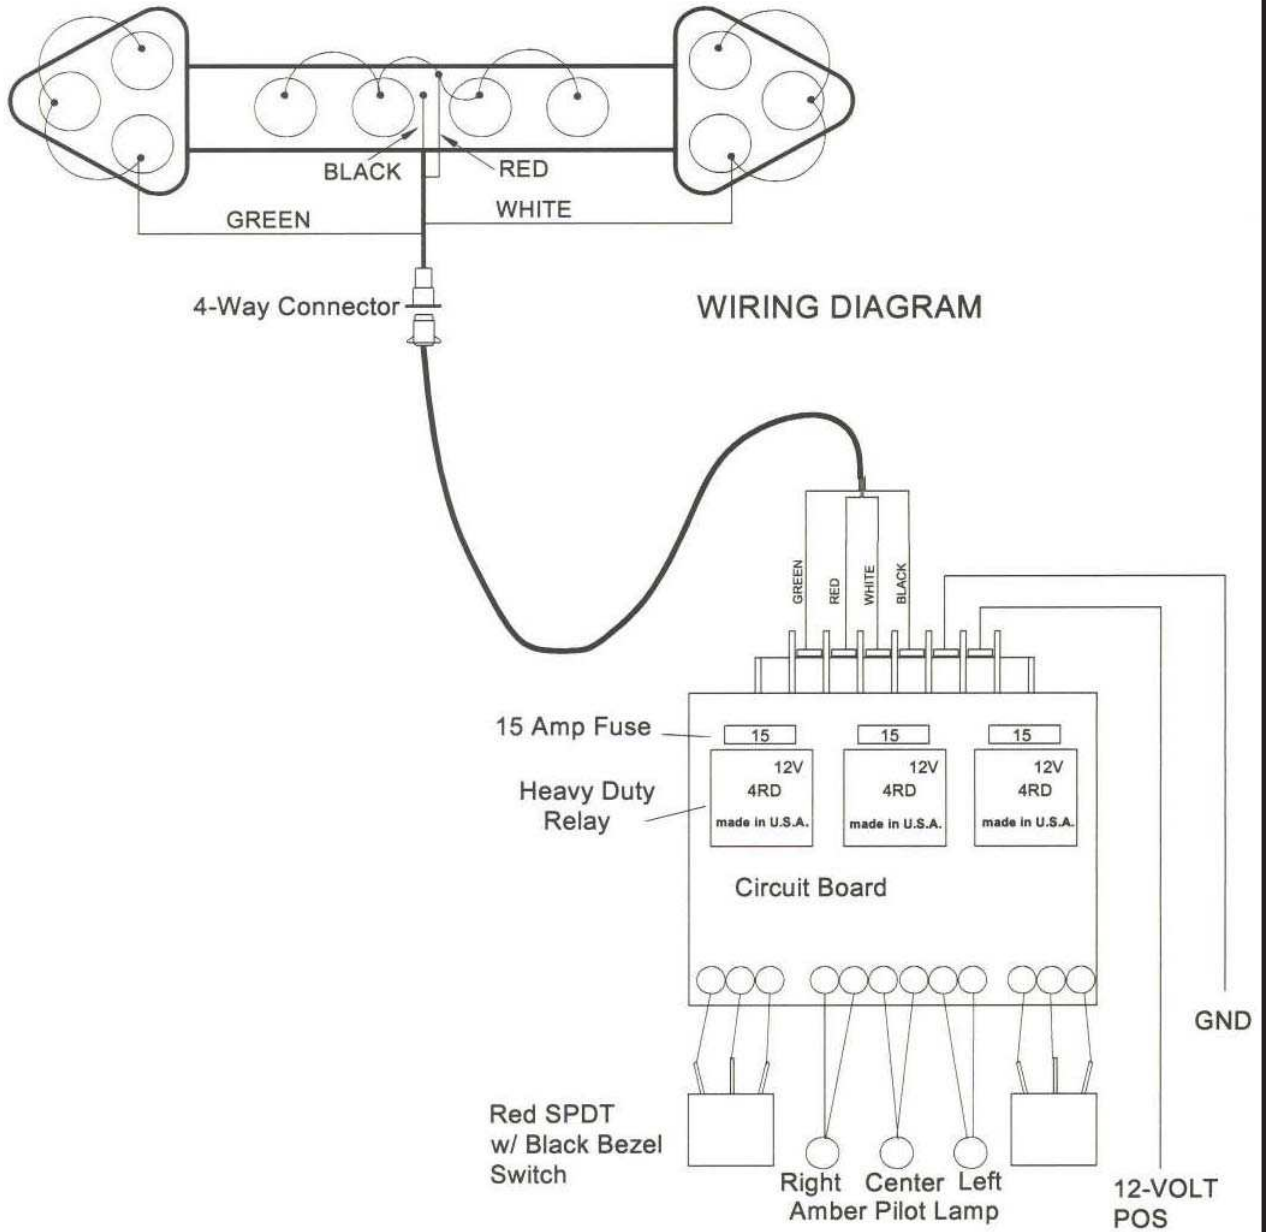 BLACK
RED
GREEN
WHITE
4-Way Connector
WIRING DIAGRAM
GREEN
RED
WHITE
BLACK
15 Amp Fuse
15
15
15
Heavy Duty
Relay
12V
4RD
made in U.S.A.
12V
4RD
made in U.S.A.
12V
4RD
made in U.S.A.
Circuit Board
GND
Red SPDT
w/ Black Bezel
Switch
Right
Center
Left
Amber Pilot Lamp
12-VOLT
POS